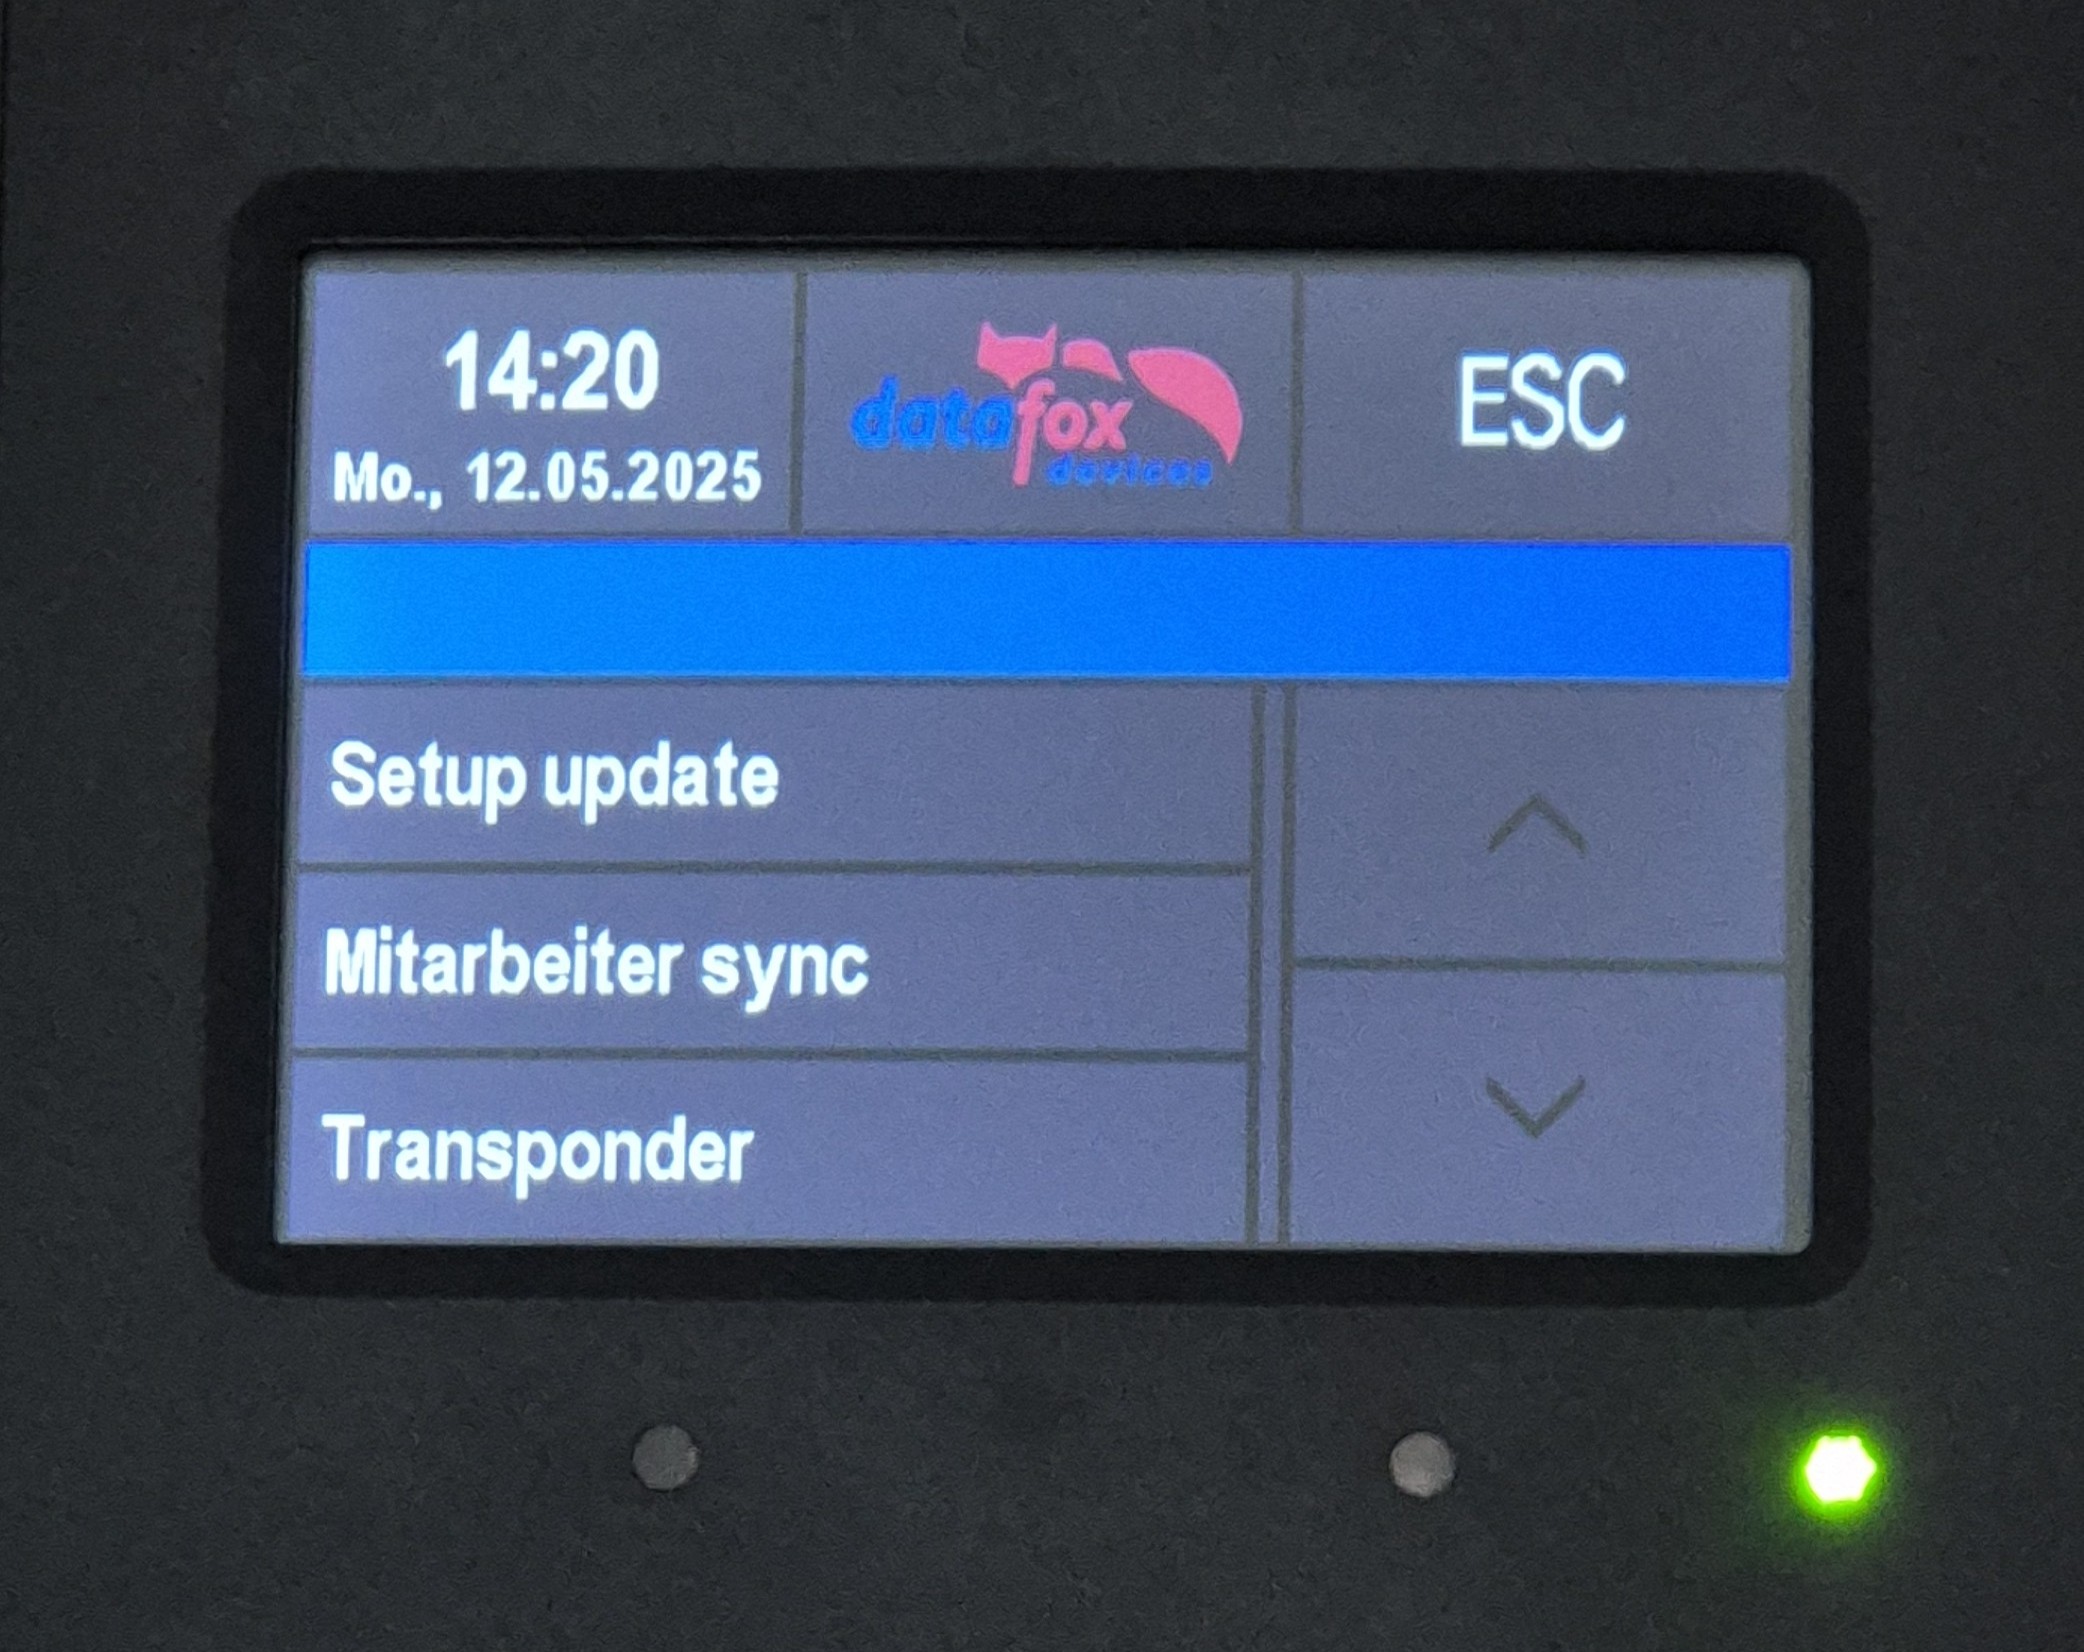 14:20
Mo., 12.05.2025
datafox
devices
ESC
Setup update
Mitarbeiter sync
Transponder